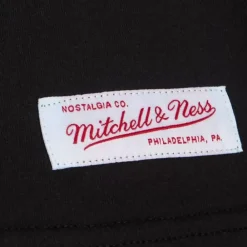 NOSTALGIA CO.
Mitchell & Ness
PHILADELPHIA, PA.